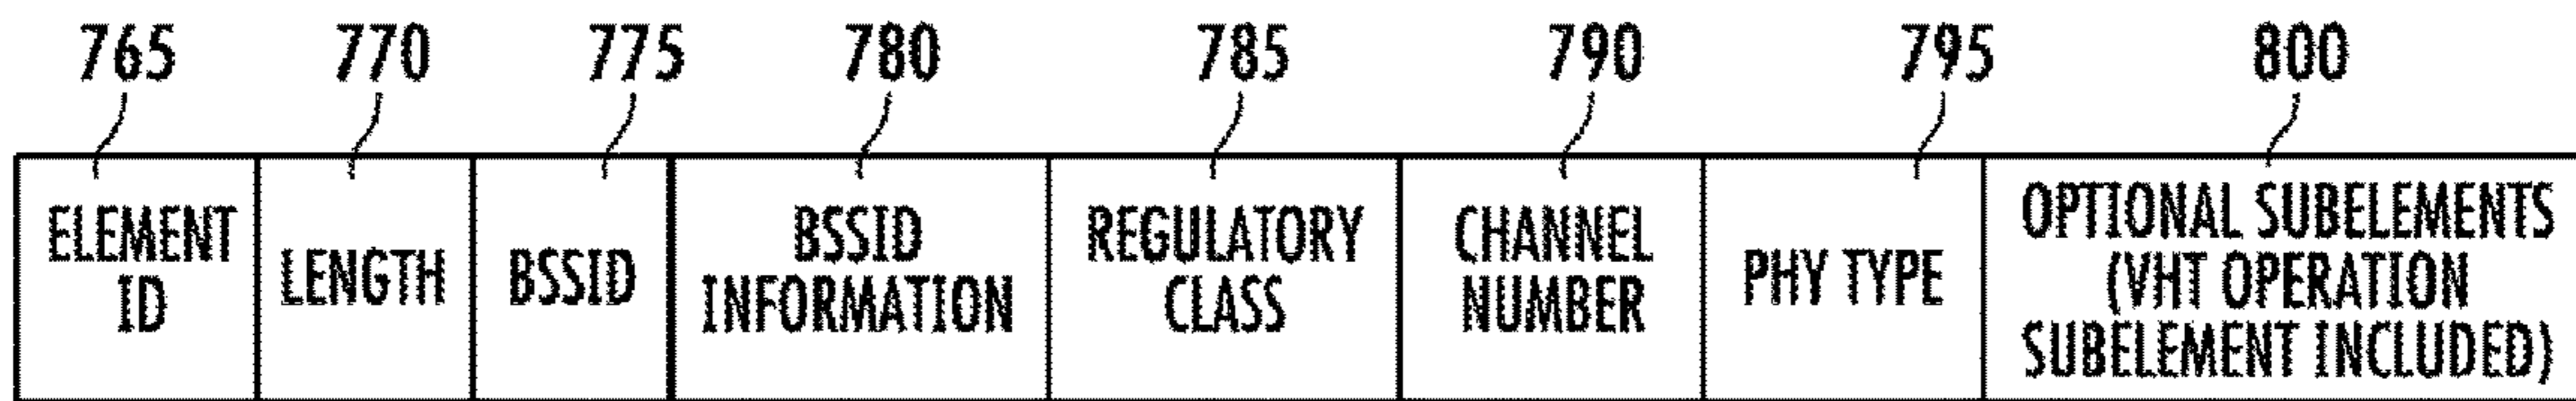 765 770 775 780 785 790 795 800
ELEMENT ID
LENGTH
BSSID
BSSID INFORMATION
REGULATORY CLASS
CHANNEL NUMBER
PHY TYPE
OPTIONAL SUBELEMENTS
(VHT OPERATION
SUBELEMENT INCLUDED)